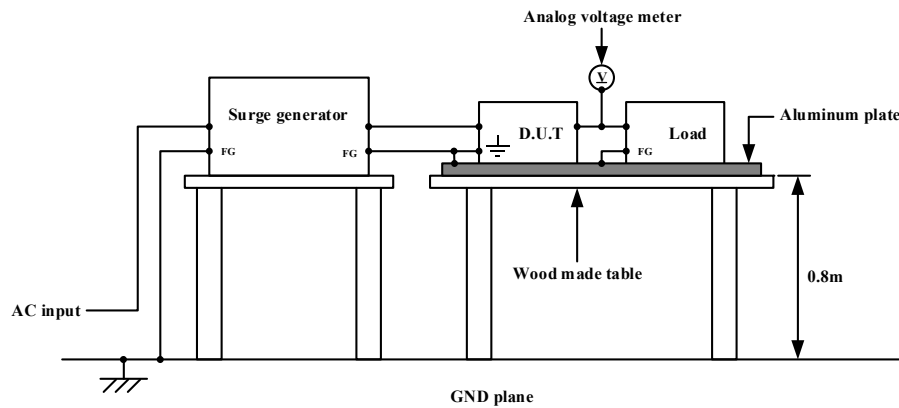 Analog voltage meter
V
Surge generator
D.U.T
Load
Aluminum plate
FG
FG
FG
Wood made table
0.8m
AC input
GND plane